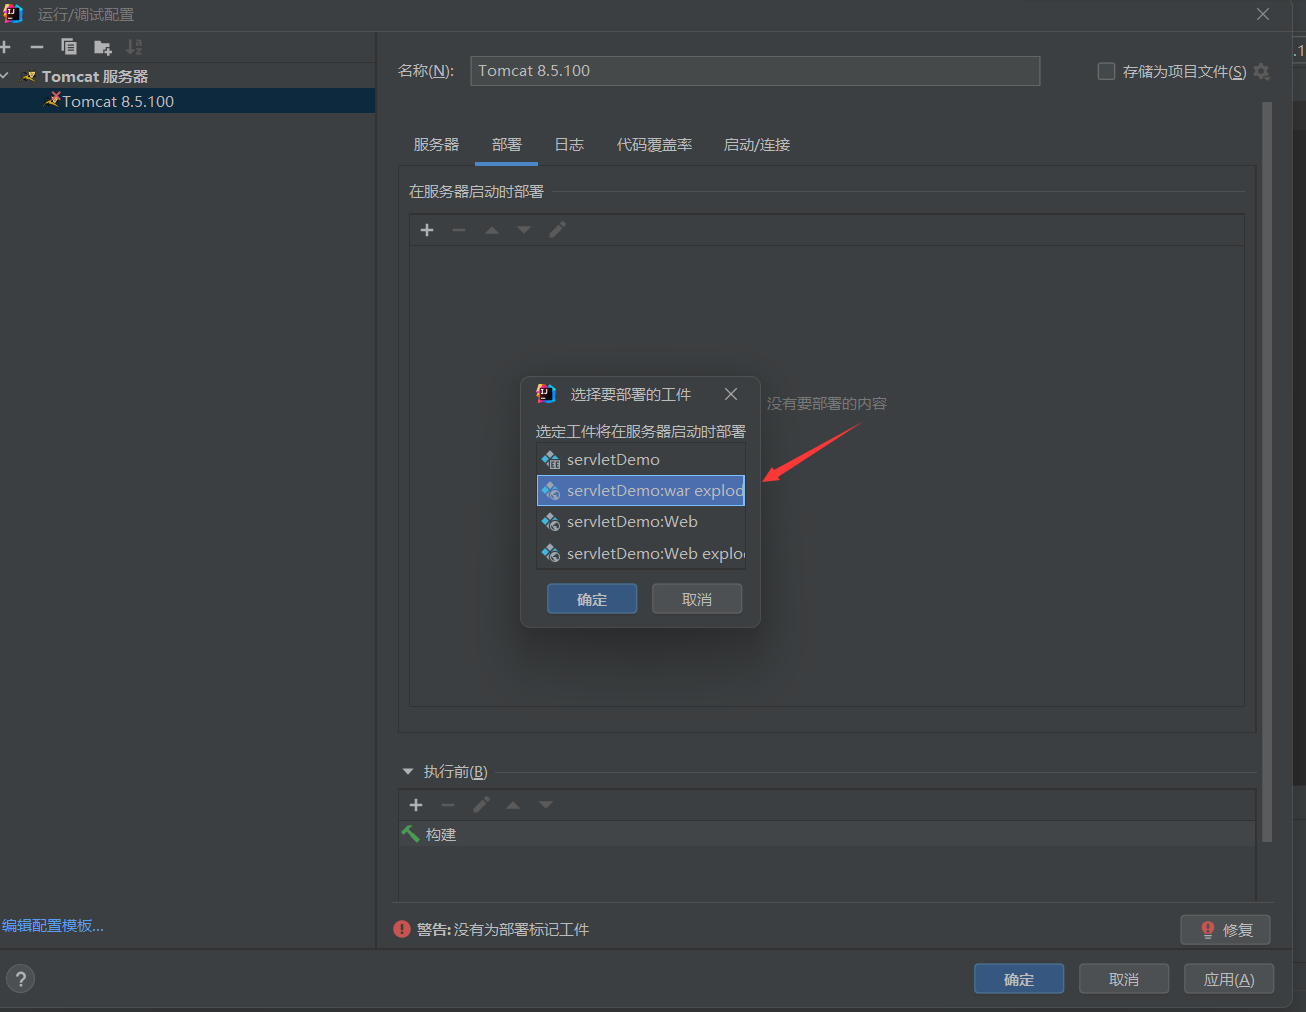 运行/调试配置
Tomcat 服务器
Tomcat 8.5.100
名称(N):
Tomcat 8.5.100
存储为项目文件(S)
服务器
部署
日志
代码覆盖率
启动/连接
在服务器启动时部署
没有要部署的内容
选择要部署的工件
选定工件将在服务器启动时部署
servletDemo
servletDemo:war explod
servletDemo:Web
servletDemo:Web explo
确定
取消
执行前(B)
构建
编辑配置模板...
警告: 没有为部署标记工件
修复
?
确定
取消
应用(A)
.1